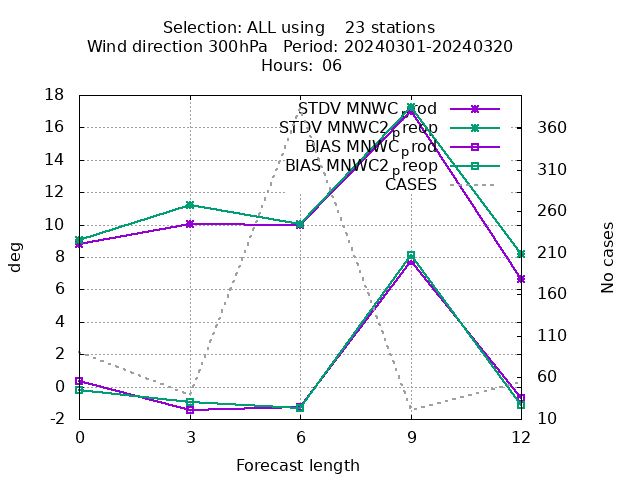 Selection: ALL using    23 stations
Wind direction 300hPa   Period: 20240301-20240320
Hours: 06
STDV MNWC_prod
STDV MNWC2_preop
BIAS MNWC_prod
BIAS MNWC2_preop
CASES
18
16
14
12
10
8
6
4
2
0
-2
deg
360
310
260
210
160
110
60
10
No cases
0 3 6 9 12
Forecast length